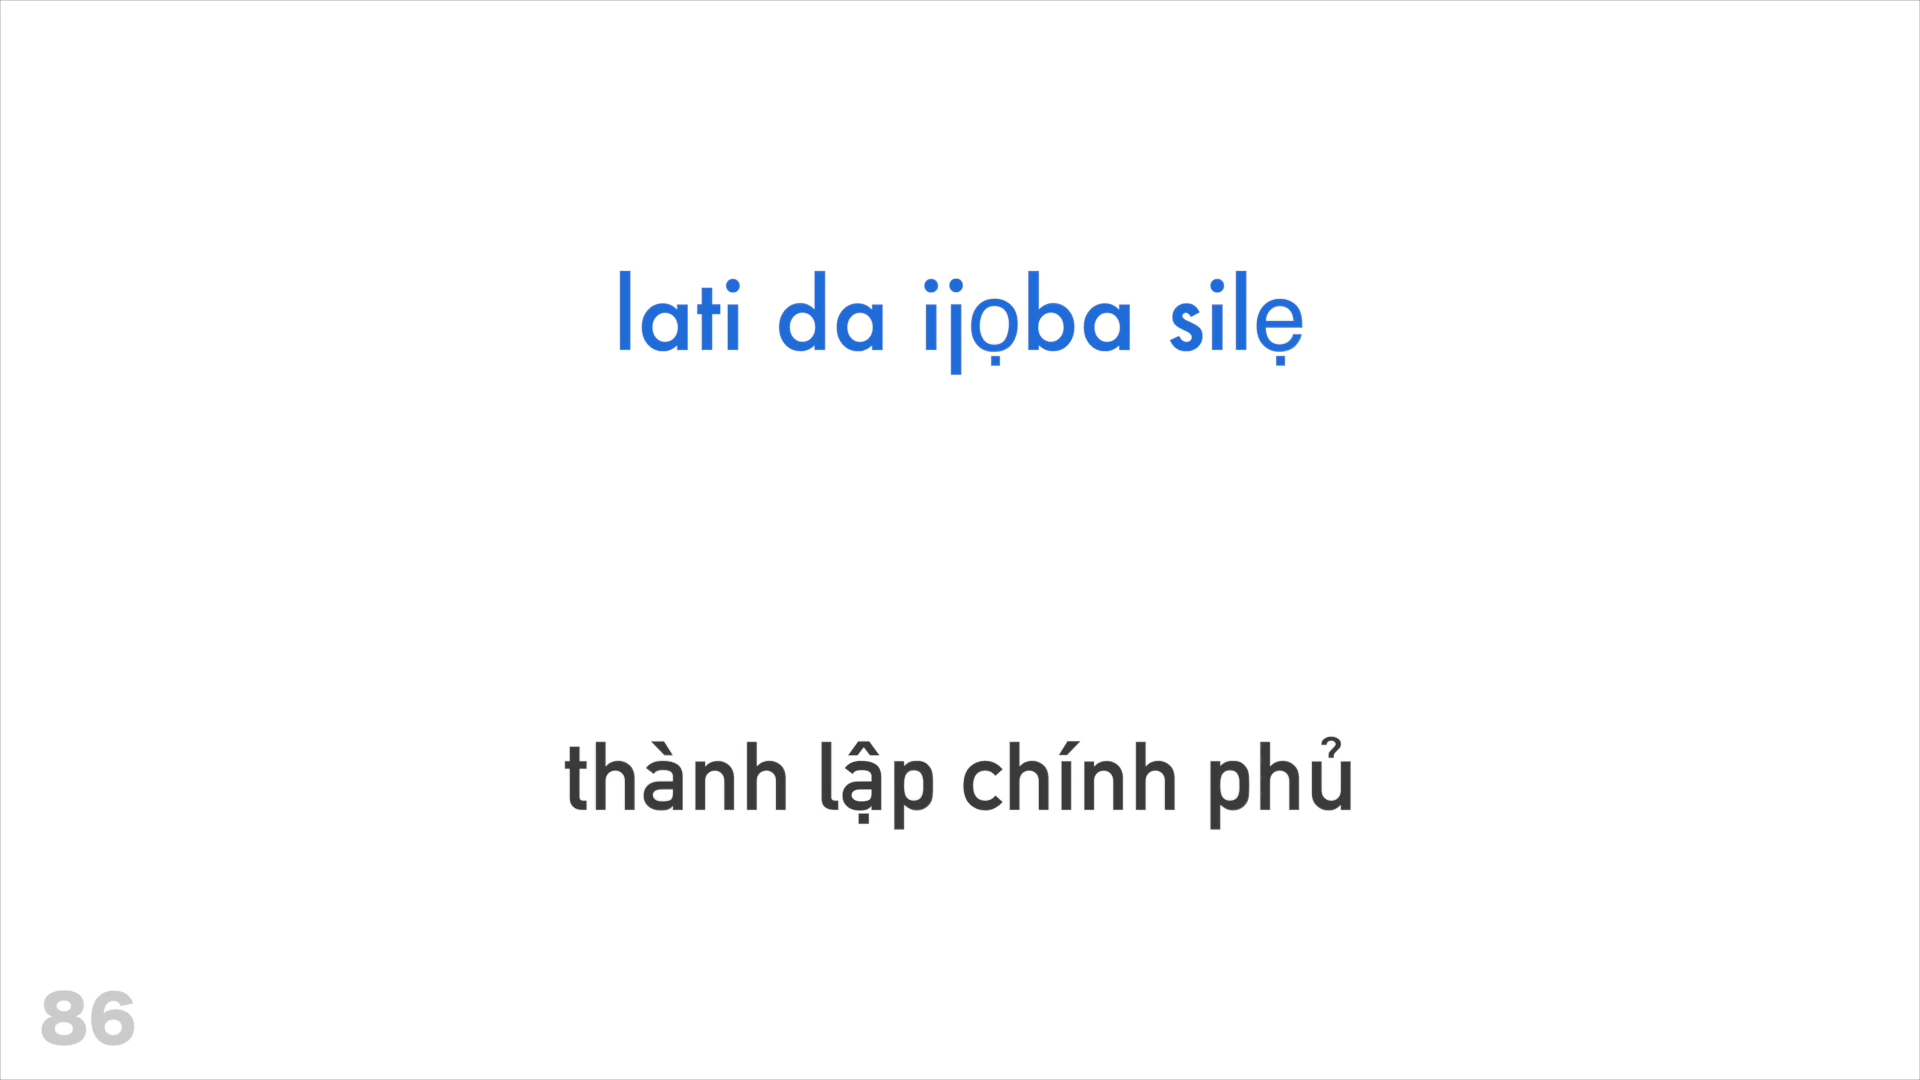 lati da ijọba silẹ
thành lập chính phủ
86